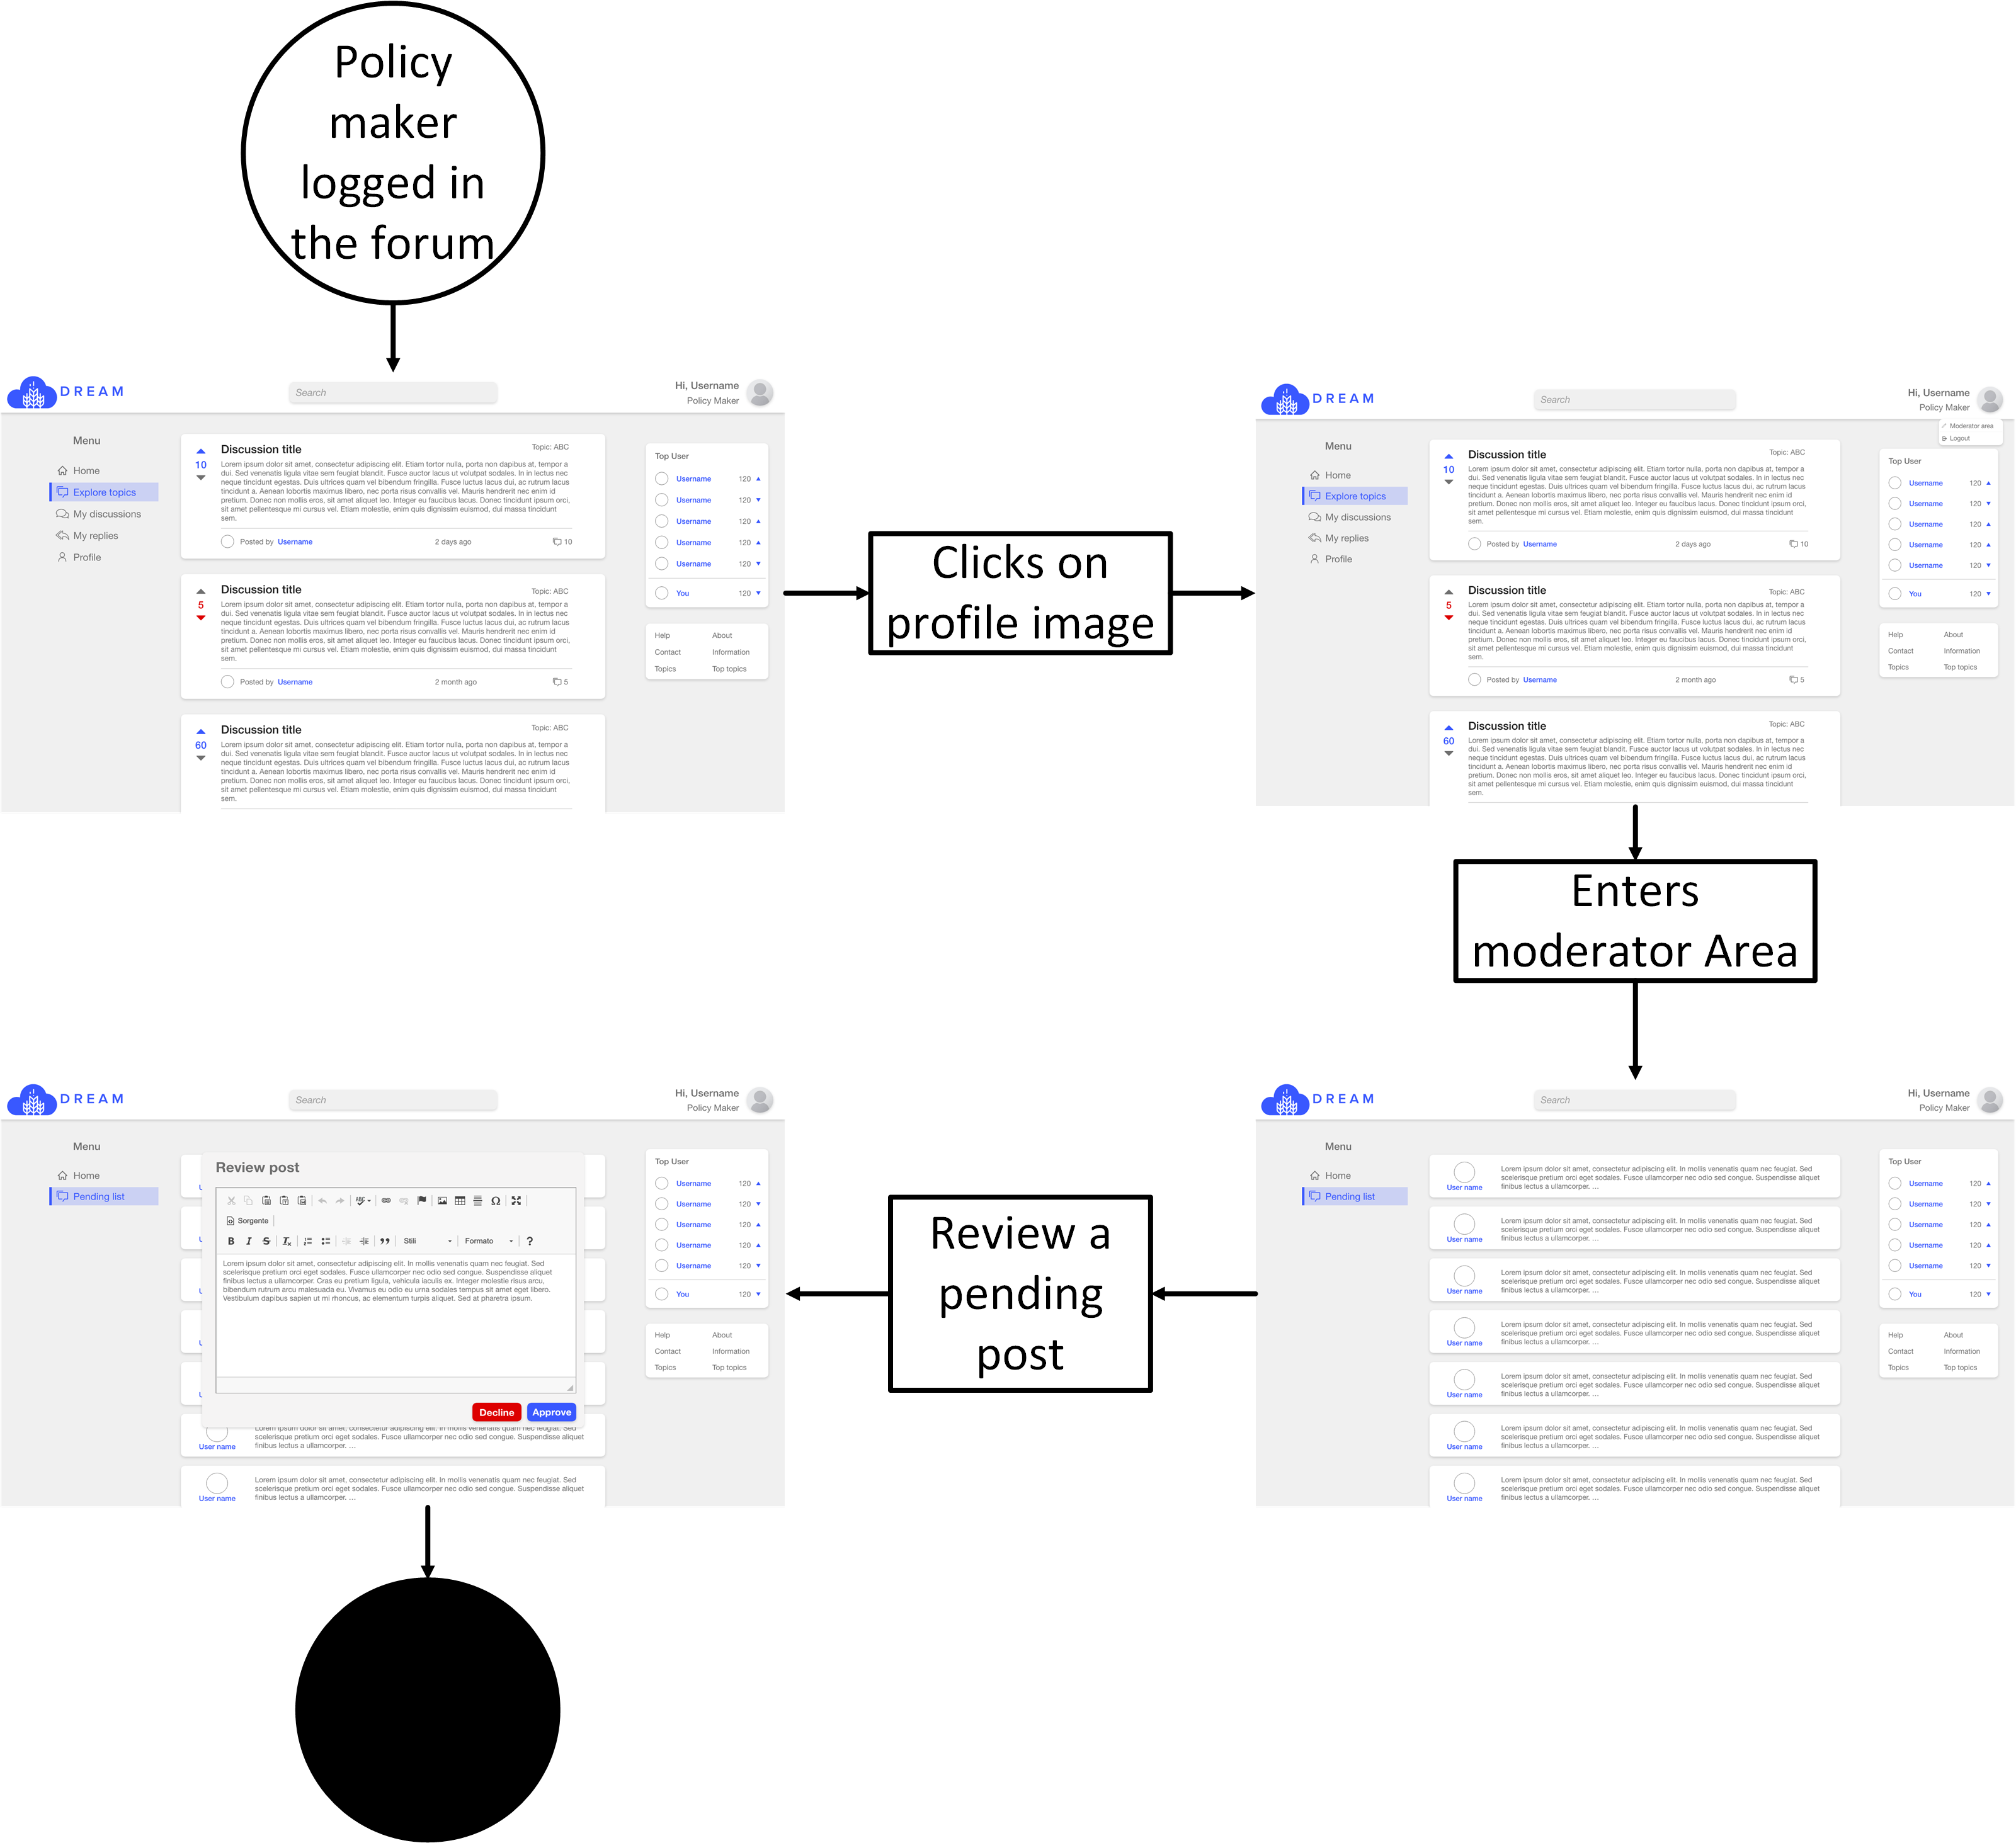 Policy
maker
logged in
the forum
DREAM
Search
Hi, Username
Policy Maker
Menu
Home
Explore topics
My discussions
My replies
Profile
10
Discussion title
Topic: ABC
Lorem ipsum dolor sit amet, consectetur adipiscing elit. Etiam tortor nulla, porta non dapibus at, tempor a
dui. Sed venenatis ligula vitae sem feugiat blandit. Fusce auctor lacus ut volutpat sodales. In in lectus nec
neque tincidunt egestas. Duis ultrices quam vel bibendum fringilla. Fusce luctus lacus dui, ac rutrum lacus
tincidunt a. Aenean lobortis maximus libero, nec porta risus convallis vel. Mauris hendrerit nec enim id
pretium. Donec non mollis eros, sit amet aliquet leo. Integer eu faucibus lacus. Donec tincidunt ipsum orci,
sit amet pellentesque mi cursus vel. Etiam molestie, enim quis dignissim euismod, dui massa tincidunt
sem.
Posted by Username 2 days ago 10
5
Discussion title
Topic: ABC
Lorem ipsum dolor sit amet, consectetur adipiscing elit. Etiam tortor nulla, porta non dapibus at, tempor a
dui. Sed venenatis ligula vitae sem feugiat blandit. Fusce auctor lacus ut volutpat sodales. In in lectus nec
neque tincidunt egestas. Duis ultrices quam vel bibendum fringilla. Fusce luctus lacus dui, ac rutrum lacus
tincidunt a. Aenean lobortis maximus libero, nec porta risus convallis vel. Mauris hendrerit nec enim id
pretium. Donec non mollis eros, sit amet aliquet leo. Integer eu faucibus lacus. Donec tincidunt ipsum orci,
sit amet pellentesque mi cursus vel. Etiam molestie, enim quis dignissim euismod, dui massa tincidunt
sem.
Posted by Username 2 month ago 5
60
Discussion title
Topic: ABC
Lorem ipsum dolor sit amet, consectetur adipiscing elit. Etiam tortor nulla, porta non dapibus at, tempor a
dui. Sed venenatis ligula vitae sem feugiat blandit. Fusce auctor lacus ut volutpat sodales. In in lectus nec
neque tincidunt egestas. Duis ultrices quam vel bibendum fringilla. Fusce luctus lacus dui, ac rutrum lacus
tincidunt a. Aenean lobortis maximus libero, nec porta risus convallis vel. Mauris hendrerit nec enim id
pretium. Donec non mollis eros, sit amet aliquet leo. Integer eu faucibus lacus. Donec tincidunt ipsum orci,
sit amet pellentesque mi cursus vel. Etiam molestie, enim quis dignissim euismod, dui massa tincidunt
sem.
Top User
Username 120
Username 120
Username 120
Username 120
Username 120
You 120
Help About
Contact Information
Topics Top topics
Clicks on
profile image
DREAM
Search
Hi, Username
Policy Maker
Moderator area
Logout
Menu
Home
Explore topics
My discussions
My replies
Profile
10
Discussion title
Topic: ABC
Lorem ipsum dolor sit amet, consectetur adipiscing elit. Etiam tortor nulla, porta non dapibus at, tempor a
dui. Sed venenatis ligula vitae sem feugiat blandit. Fusce auctor lacus ut volutpat sodales. In in lectus nec
neque tincidunt egestas. Duis ultrices quam vel bibendum fringilla. Fusce luctus lacus dui, ac rutrum lacus
tincidunt a. Aenean lobortis maximus libero, nec porta risus convallis vel. Mauris hendrerit nec enim id
pretium. Donec non mollis eros, sit amet aliquet leo. Integer eu faucibus lacus. Donec tincidunt ipsum orci,
sit amet pellentesque mi cursus vel. Etiam molestie, enim quis dignissim euismod, dui massa tincidunt
sem.
Posted by Username 2 days ago 10
5
Discussion title
Topic: ABC
Lorem ipsum dolor sit amet, consectetur adipiscing elit. Etiam tortor nulla, porta non dapibus at, tempor a
dui. Sed venenatis ligula vitae sem feugiat blandit. Fusce auctor lacus ut volutpat sodales. In in lectus nec
neque tincidunt egestas. Duis ultrices quam vel bibendum fringilla. Fusce luctus lacus dui, ac rutrum lacus
tincidunt a. Aenean lobortis maximus libero, nec porta risus convallis vel. Mauris hendrerit nec enim id
pretium. Donec non mollis eros, sit amet aliquet leo. Integer eu faucibus lacus. Donec tincidunt ipsum orci,
sit amet pellentesque mi cursus vel. Etiam molestie, enim quis dignissim euismod, dui massa tincidunt
sem.
Posted by Username 2 month ago 5
60
Discussion title
Topic: ABC
Lorem ipsum dolor sit amet, consectetur adipiscing elit. Etiam tortor nulla, porta non dapibus at, tempor a
dui. Sed venenatis ligula vitae sem feugiat blandit. Fusce auctor lacus ut volutpat sodales. In in lectus nec
neque tincidunt egestas. Duis ultrices quam vel bibendum fringilla. Fusce luctus lacus dui, ac rutrum lacus
tincidunt a. Aenean lobortis maximus libero, nec porta risus convallis vel. Mauris hendrerit nec enim id
pretium. Donec non mollis eros, sit amet aliquet leo. Integer eu faucibus lacus. Donec tincidunt ipsum orci,
sit amet pellentesque mi cursus vel. Etiam molestie, enim quis dignissim euismod, dui massa tincidunt
sem.
Top User
Username 120
Username 120
Username 120
Username 120
Username 120
You 120
Help About
Contact Information
Topics Top topics
Enters
moderator Area
DREAM
Search
Hi, Username
Policy Maker
Menu
Home
Pending list
Lorem ipsum dolor sit amet, consectetur adipiscing elit. In mollis venenatis quam nec feugiat. Sed
scelerisque pretium orci eget sodales. Fusce ullamcorper nec odio sed congue. Suspendisse aliquet
finibus lectus a ullamcorper. ...
User name
Lorem ipsum dolor sit amet, consectetur adipiscing elit. In mollis venenatis quam nec feugiat. Sed
scelerisque pretium orci eget sodales. Fusce ullamcorper nec odio sed congue. Suspendisse aliquet
finibus lectus a ullamcorper. ...
User name
Lorem ipsum dolor sit amet, consectetur adipiscing elit. In mollis venenatis quam nec feugiat. Sed
scelerisque pretium orci eget sodales. Fusce ullamcorper nec odio sed congue. Suspendisse aliquet
finibus lectus a ullamcorper. ...
User name
Lorem ipsum dolor sit amet, consectetur adipiscing elit. In mollis venenatis quam nec feugiat. Sed
scelerisque pretium orci eget sodales. Fusce ullamcorper nec odio sed congue. Suspendisse aliquet
finibus lectus a ullamcorper. ...
User name
Lorem ipsum dolor sit amet, consectetur adipiscing elit. In mollis venenatis quam nec feugiat. Sed
scelerisque pretium orci eget sodales. Fusce ullamcorper nec odio sed congue. Suspendisse aliquet
finibus lectus a ullamcorper. ...
User name
Lorem ipsum dolor sit amet, consectetur adipiscing elit. In mollis venenatis quam nec feugiat. Sed
scelerisque pretium orci eget sodales. Fusce ullamcorper nec odio sed congue. Suspendisse aliquet
finibus lectus a ullamcorper. ...
User name
Lorem ipsum dolor sit amet, consectetur adipiscing elit. In mollis venenatis quam nec feugiat. Sed
scelerisque pretium orci eget sodales. Fusce ullamcorper nec odio sed congue. Suspendisse aliquet
finibus lectus a ullamcorper. ...
User name
Top User
Username 120
Username 120
Username 120
Username 120
Username 120
You 120
Help About
Contact Information
Topics Top topics
Review a
pending
post
DREAM
Search
Hi, Username
Policy Maker
Menu
Home
Pending list
Review post
ABC
Ω
Sorgente
B I S Tx Stili Formato ?
Lorem ipsum dolor sit amet, consectetur adipiscing elit. In mollis venenatis quam nec feugiat. Sed
scelerisque pretium orci eget sodales. Fusce ullamcorper nec odio sed congue. Suspendisse aliquet
finibus lectus a ullamcorper. Cras eu pretium ligula, vehicula iaculis ex. Integer molestie risus arcu,
bibendum rutrum arcu malesuada eu. Vivamus eu odio eu urna sodales tempus sit amet eget libero.
Vestibulum dapibus sapien ut mi rhoncus, ac elementum turpis aliquet. Sed at pharetra ipsum.
Decline Approve
Lorem ipsum dolor sit amet, consectetur adipiscing elit. In mollis venenatis quam nec feugiat. Sed
scelerisque pretium orci eget sodales. Fusce ullamcorper nec odio sed congue. Suspendisse aliquet
finibus lectus a ullamcorper. ...
User name
Lorem ipsum dolor sit amet, consectetur adipiscing elit. In mollis venenatis quam nec feugiat. Sed
scelerisque pretium orci eget sodales. Fusce ullamcorper nec odio sed congue. Suspendisse aliquet
finibus lectus a ullamcorper. ...
User name
Top User
Username 120
Username 120
Username 120
Username 120
Username 120
You 120
Help About
Contact Information
Topics Top topics